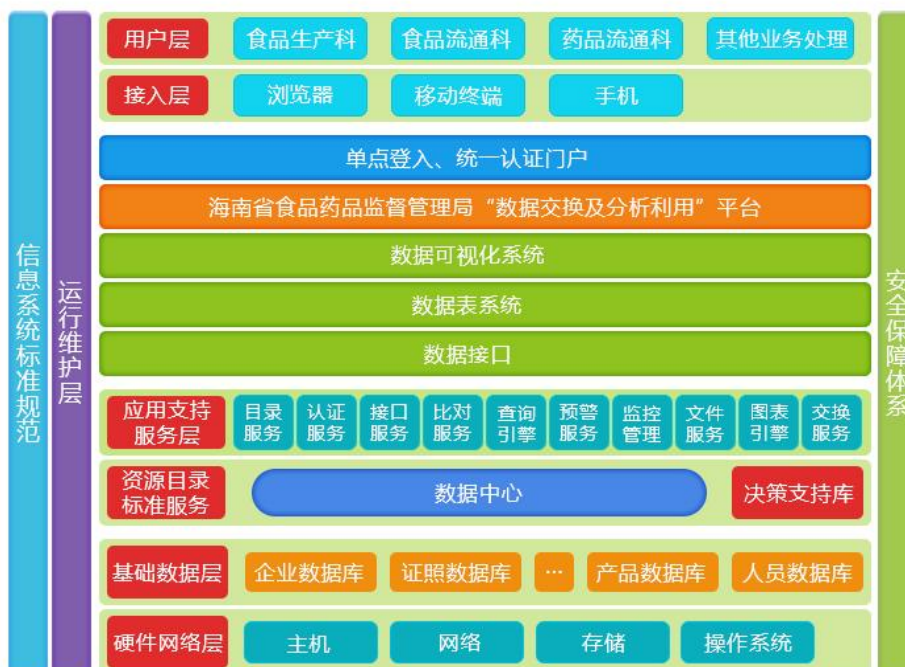 信息系统标准规范
运行维护层
用户层
食品生产科
食品流通科
药品流通科
其他业务处理
接入层
浏览器
移动终端
手机
单点登入、统一认证门户
海南省食品药品监督管理局“数据交换及分析利用”平台
数据可视化系统
数据表系统
数据接口
应用支持
服务层
目录
服务
认证
服务
接口
服务
比对
服务
查询
引擎
预警
服务
监控
管理
文件
服务
图表
引擎
交换
服务
资源目录
标准服务
数据中心
决策支持库
基础数据层
企业数据库
证照数据库
...
产品数据库
人员数据库
硬件网络层
主机
网络
存储
操作系统
安全保障体系